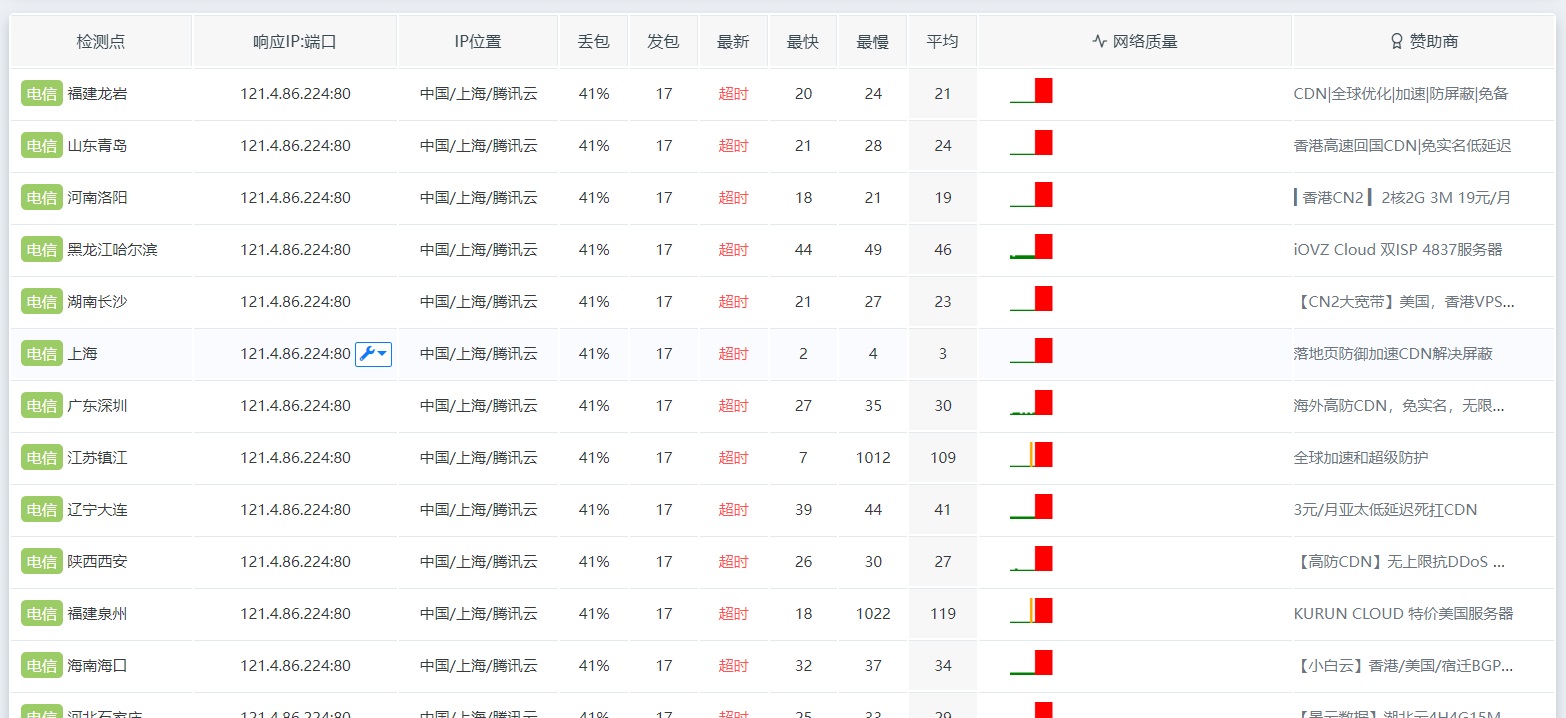 检测点 响应IP:端口 IP位置 丢包 发包 最新 最快 最慢 平均 网络质量 赞助商
电信 福建龙岩 121.4.86.224:80 中国/上海/腾讯云 41% 17 超时 20 24 21 CDN|全球优化|加速|防屏蔽|免备
电信 山东青岛 121.4.86.224:80 中国/上海/腾讯云 41% 17 超时 21 28 24 香港高速回国CDN|免实名低延迟
电信 河南洛阳 121.4.86.224:80 中国/上海/腾讯云 41% 17 超时 18 21 19 ▎香港CN2▎2核2G 3M 19元/月
电信 黑龙江哈尔滨 121.4.86.224:80 中国/上海/腾讯云 41% 17 超时 44 49 46 iOVZ Cloud 双ISP 4837服务器
电信 湖南长沙 121.4.86.224:80 中国/上海/腾讯云 41% 17 超时 21 27 23 【CN2大宽带】美国，香港VPS...
电信 上海 121.4.86.224:80 中国/上海/腾讯云 41% 17 超时 2 4 3 落地页防御加速CDN解决屏蔽
电信 广东深圳 121.4.86.224:80 中国/上海/腾讯云 41% 17 超时 27 35 30 海外高防CDN，免实名，无限...
电信 江苏镇江 121.4.86.224:80 中国/上海/腾讯云 41% 17 超时 7 1012 109 全球加速和超级防护
电信 辽宁大连 121.4.86.224:80 中国/上海/腾讯云 41% 17 超时 39 44 41 3元/月亚太低延迟死扛CDN
电信 陕西西安 121.4.86.224:80 中国/上海/腾讯云 41% 17 超时 26 30 27 【高防CDN】无上限抗DDoS ...
电信 福建泉州 121.4.86.224:80 中国/上海/腾讯云 41% 17 超时 18 1022 119 KURUN CLOUD 特价美国服务器
电信 海南海口 121.4.86.224:80 中国/上海/腾讯云 41% 17 超时 32 37 34 【小白云】香港/美国/宿迁BGP...
电信 河北石家庄 121.4.86.224:80 中国/上海/腾讯云 41% 17 超时 25 33 29